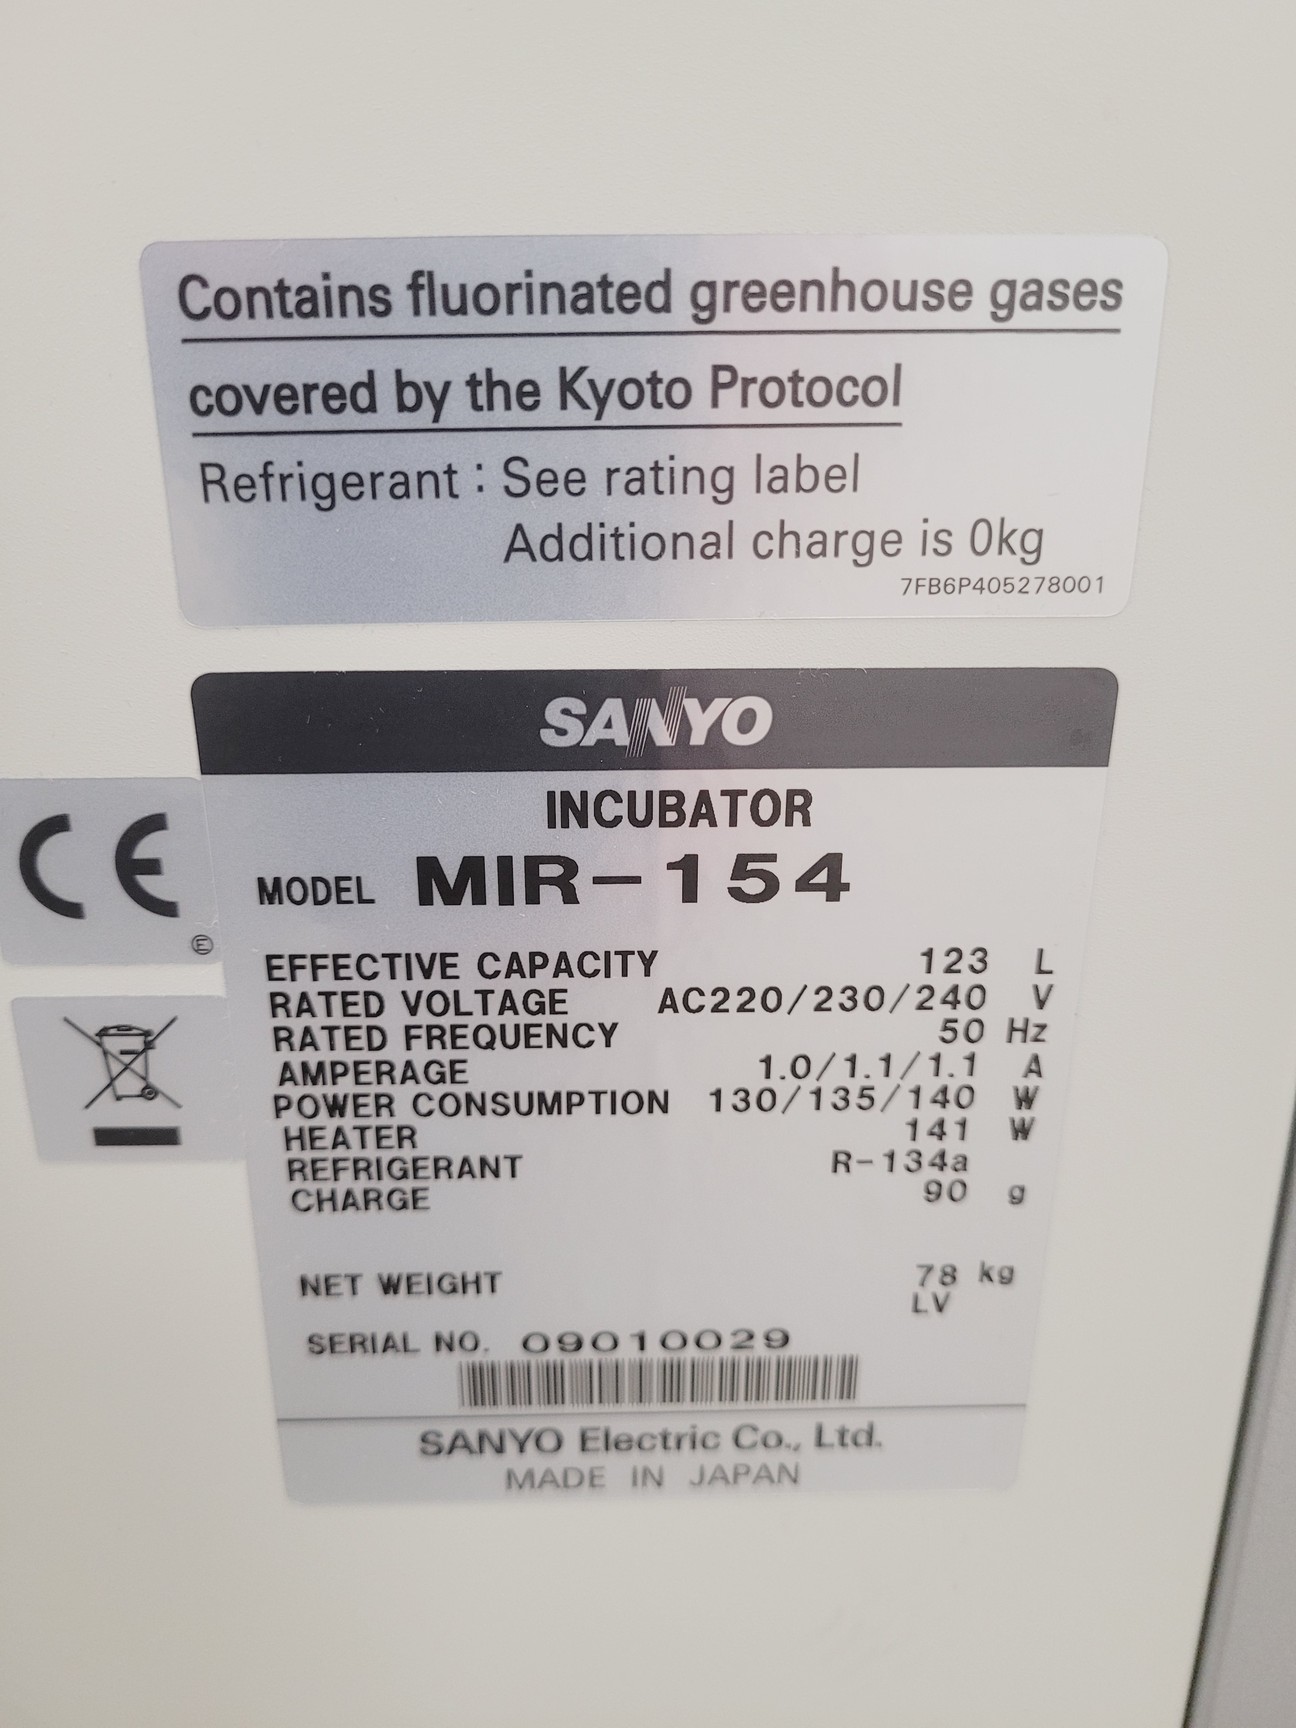 Contains fluorinated greenhouse gases
covered by the Kyoto Protocol
Refrigerant : See rating label
Additional charge is 0kg
7FB6P405278001
SANYO
INCUBATOR
MODEL MIR-154
CE
E
EFFECTIVE CAPACITY 123 L
RATED VOLTAGE AC220/230/240 V
RATED FREQUENCY 50 Hz
AMPERAGE 1.0/1.1/1.1 A
POWER CONSUMPTION 130/135/140 W
HEATER 141 W
REFRIGERANT R-134a
CHARGE 90 g
NET WEIGHT 78 kg
LV
SERIAL NO. 09010029
SANYO Electric Co., Ltd.
MADE IN JAPAN